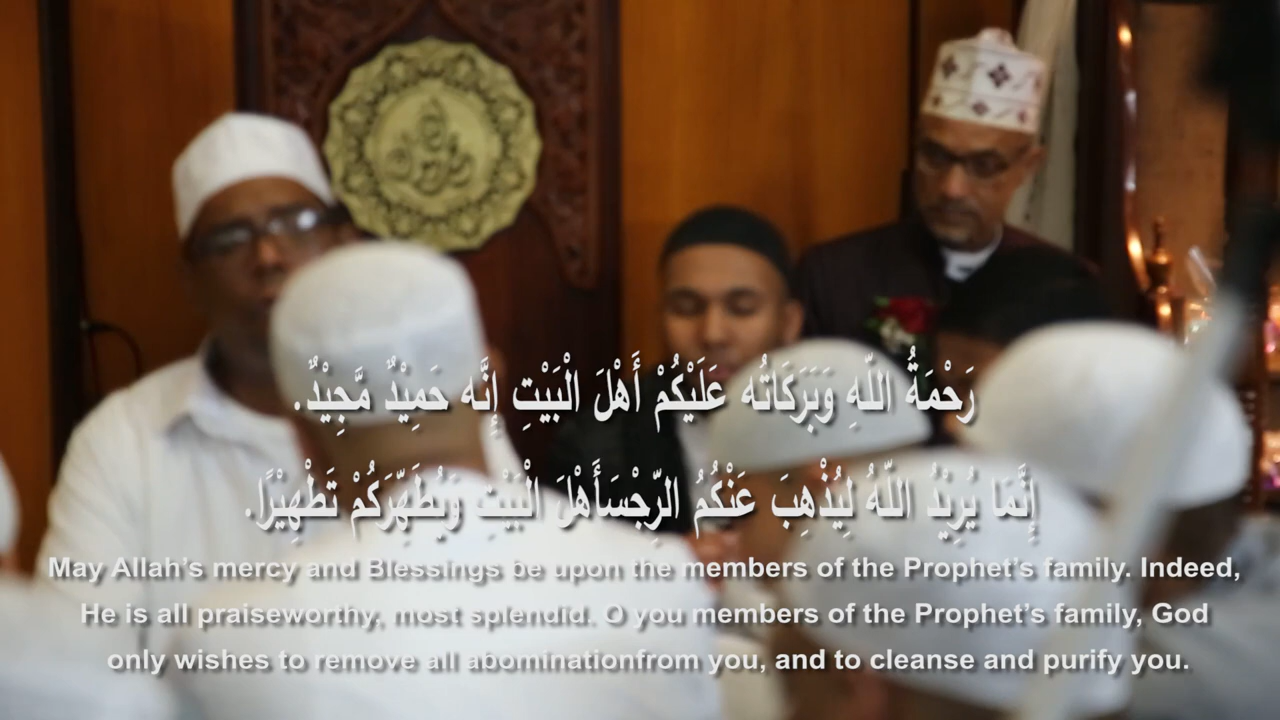 رَحْمَةُ اللّهِ وَبَرَكَاتُه عَلَيْكُمْ أَهْلَ الْبَيْتِ إِنَّه حَمِيْدٌ مَّجِيْدٌ.
إِنَّمَا يُرِيْدُ اللّهُ لِيُذْهِبَ عَنْكُمُ الرِّجْسَأَهْلَ الْبَيْتِ وَيُطَهِّرَكُمْ تَطْهِيْرًا.
May Allah’s mercy and Blessings be upon the members of the Prophet’s family. Indeed,
He is all praiseworthy, most splendid. O you members of the Prophet’s family, God
only wishes to remove all abominationfrom you, and to cleanse and purify you.